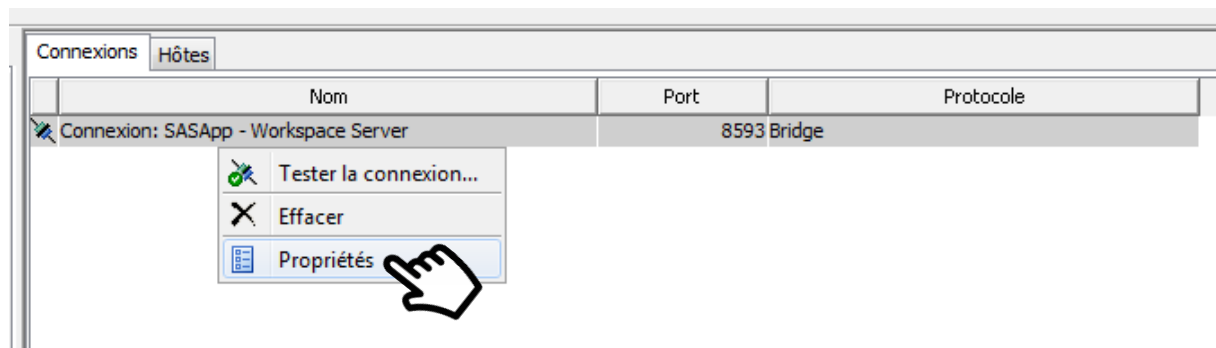 Connexions Hôtes
Nom Port Protocole
Connexion: SASApp - Workspace Server 8593 Bridge
Tester la connexion...
Effacer
Propriétés